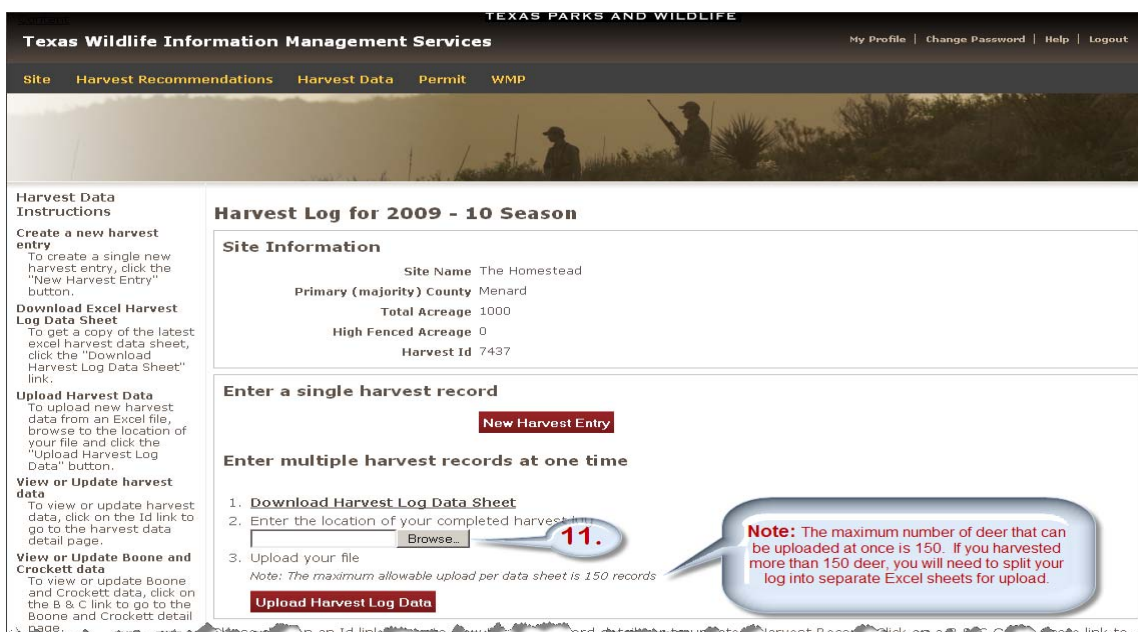 TEXAS PARKS AND WILDLIFE
Texas Wildlife Information Management Services
My Profile | Change Password | Help | Logout
Site Harvest Recommendations Harvest Data Permit WMP
Harvest Data
Instructions
Create a new harvest
entry
To create a single new
harvest entry, click the
"New Harvest Entry"
button.
Download Excel Harvest
Log Data Sheet
To get a copy of the latest
excel harvest data sheet,
click the "Download
Harvest Log Data Sheet"
link.
Upload Harvest Data
To upload new harvest
data from an Excel file,
browse to the location of
your file and click the
"Upload Harvest Log
Data" button.
View or Update harvest
data
To view or update harvest
data, click on the Id link to
go to the harvest data
detail page.
View or Update Boone and
Crockett data
To view or update Boone
and Crockett data, click on
the B & C link to go to the
Boone and Crockett detail
page.
Harvest Log for 2009 - 10 Season
Site Information
Site Name The Homestead
Primary (majority) County Menard
Total Acreage 1000
High Fenced Acreage 0
Harvest Id 7437
Enter a single harvest record
New Harvest Entry
Enter multiple harvest records at one time
1. Download Harvest Log Data Sheet
2. Enter the location of your completed harvest log
Browse...
11.
3. Upload your file
Note: The maximum allowable upload per data sheet is 150 records
Upload Harvest Log Data
Note: The maximum number of deer that can
be uploaded at once is 150. If you harvested
more than 150 deer, you will need to split your
log into separate Excel sheets for upload.